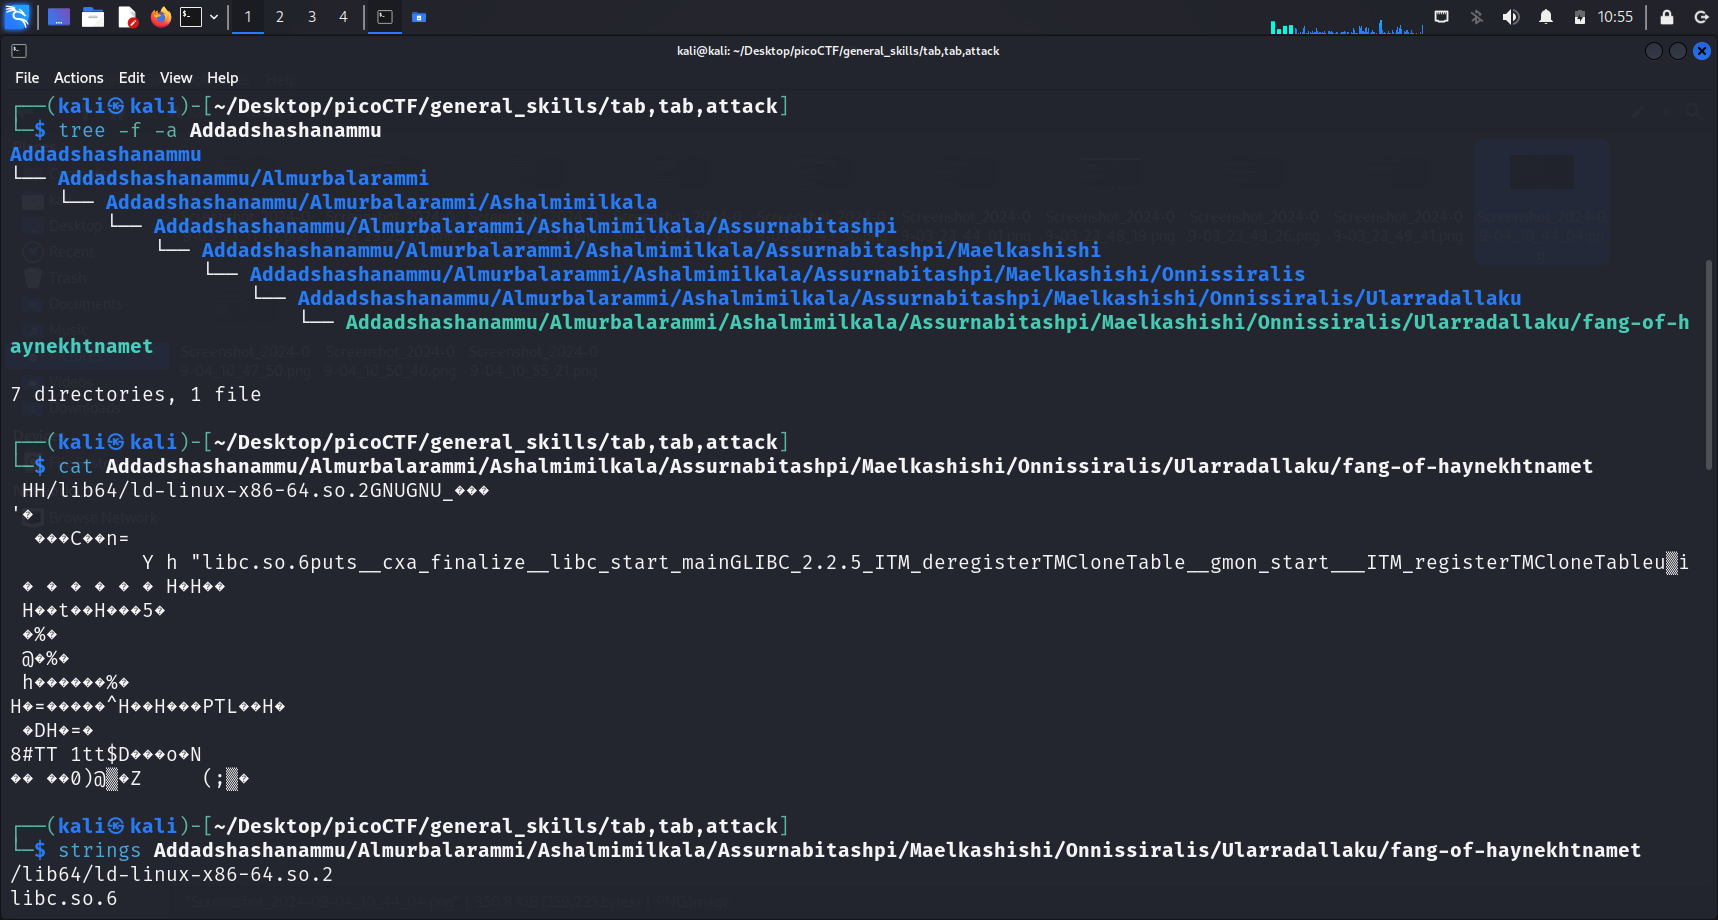 1 2 3 4 10:55
kali@kali: ~/Desktop/picoCTF/general_skills/tab,tab,attack
File Actions Edit View Help
┌──(kali㉿kali)-[~/Desktop/picoCTF/general_skills/tab,tab,attack]
└─$ tree -f -a Addadshashanammu
Addadshashanammu
└── Addadshashanammu/Almurbalarammi
└── Addadshashanammu/Almurbalarammi/Ashalmimilkala
└── Addadshashanammu/Almurbalarammi/Ashalmimilkala/Assurnabitashpi
└── Addadshashanammu/Almurbalarammi/Ashalmimilkala/Assurnabitashpi/Maelkashishi
└── Addadshashanammu/Almurbalarammi/Ashalmimilkala/Assurnabitashpi/Maelkashishi/Onnissiralis
└── Addadshashanammu/Almurbalarammi/Ashalmimilkala/Assurnabitashpi/Maelkashishi/Onnissiralis/Ularradallaku
└── Addadshashanammu/Almurbalarammi/Ashalmimilkala/Assurnabitashpi/Maelkashishi/Onnissiralis/Ularradallaku/fang-of-h
aynekhtnamet
7 directories, 1 file
┌──(kali㉿kali)-[~/Desktop/picoCTF/general_skills/tab,tab,attack]
└─$ cat Addadshashanammu/Almurbalarammi/Ashalmimilkala/Assurnabitashpi/Maelkashishi/Onnissiralis/Ularradallaku/fang-of-haynekhtnamet
HH/lib64/ld-linux-x86-64.so.2GNUGNU_���
'�
���C��n=
Y h "libc.so.6puts__cxa_finalize__libc_start_mainGLIBC_2.2.5_ITM_deregisterTMCloneTable__gmon_start___ITM_registerTMCloneTableu▒i
� � � � � � H�H��
H��t��H���5�
�%�
@�%�
h������%�
H�=�����^H��H���PTL��H�
�DH�=�
8#TT 1tt$D���o�N
�� ��0)@▒�Z (;▒�
┌──(kali㉿kali)-[~/Desktop/picoCTF/general_skills/tab,tab,attack]
└─$ strings Addadshashanammu/Almurbalarammi/Ashalmimilkala/Assurnabitashpi/Maelkashishi/Onnissiralis/Ularradallaku/fang-of-haynekhtnamet
/lib64/ld-linux-x86-64.so.2
libc.so.6